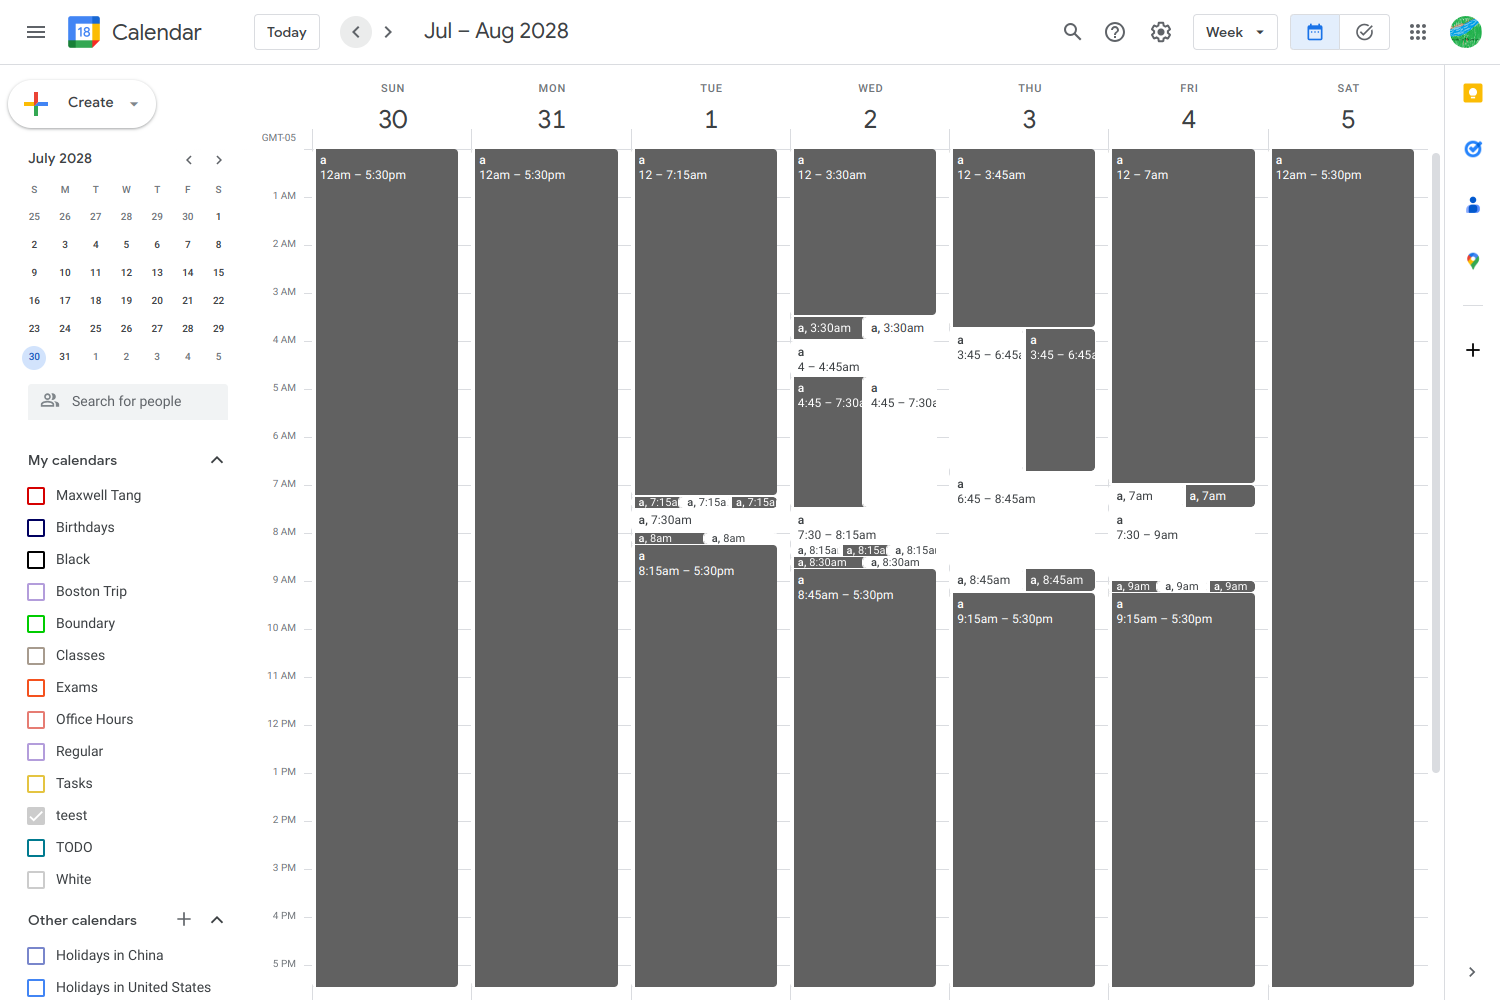 18 Calendar Today Jul – Aug 2028 Week
Create
July 2028
S M T W T F S
25 26 27 28 29 30 1
2 3 4 5 6 7 8
9 10 11 12 13 14 15
16 17 18 19 20 21 22
23 24 25 26 27 28 29
30 31 1 2 3 4 5
Search for people
My calendars
Maxwell Tang
Birthdays
Black
Boston Trip
Boundary
Classes
Exams
Office Hours
Regular
Tasks
teest
TODO
White
Other calendars
Holidays in China
Holidays in United States
SUN MON TUE WED THU FRI SAT
30 31 1 2 3 4 5
GMT-05
1 AM
2 AM
3 AM
4 AM
5 AM
6 AM
7 AM
8 AM
9 AM
10 AM
11 AM
12 PM
1 PM
2 PM
3 PM
4 PM
5 PM
a
12am – 5:30pm
a
12am – 5:30pm
a
12 – 7:15am
a, 7:15a a, 7:15a a, 7:15a
a, 7:30am
a, 8am a, 8am
a
8:15am – 5:30pm
a
12 – 3:30am
a, 3:30am a, 3:30am
a
4 – 4:45am
a
4:45 – 7:30a
a
4:45 – 7:30a
a
7:30 – 8:15am
a, 8:15a a, 8:15a a, 8:15a
a, 8:30am a, 8:30am
a
8:45am – 5:30pm
a
12 – 3:45am
a
3:45 – 6:45a
a
3:45 – 6:45a
a
6:45 – 8:45am
a, 8:45am a, 8:45am
a
9:15am – 5:30pm
a
12 – 7am
a, 7am a, 7am
a
7:30 – 9am
a, 9am a, 9am a, 9am
a
9:15am – 5:30pm
a
12am – 5:30pm